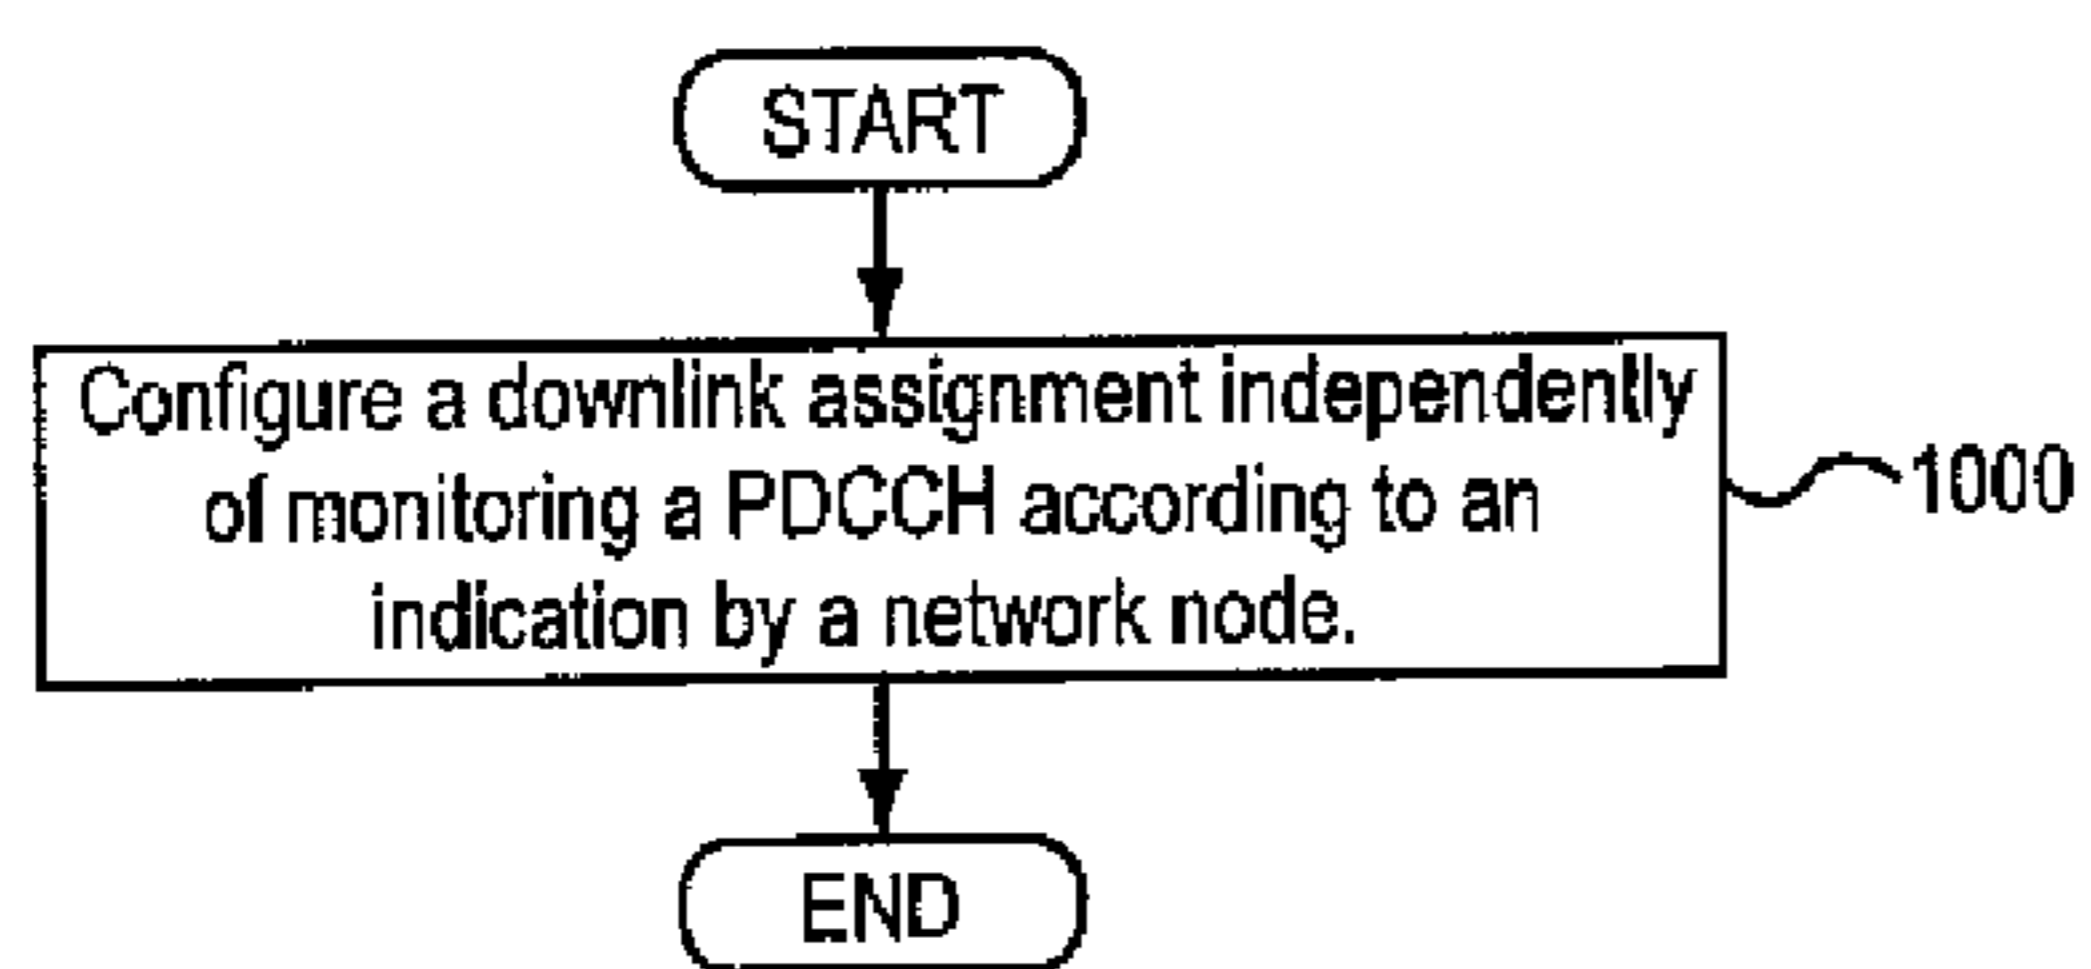 START
Configure a downlink assignment independently
of monitoring a PDCCH according to an
indication by a network node.
1000
END